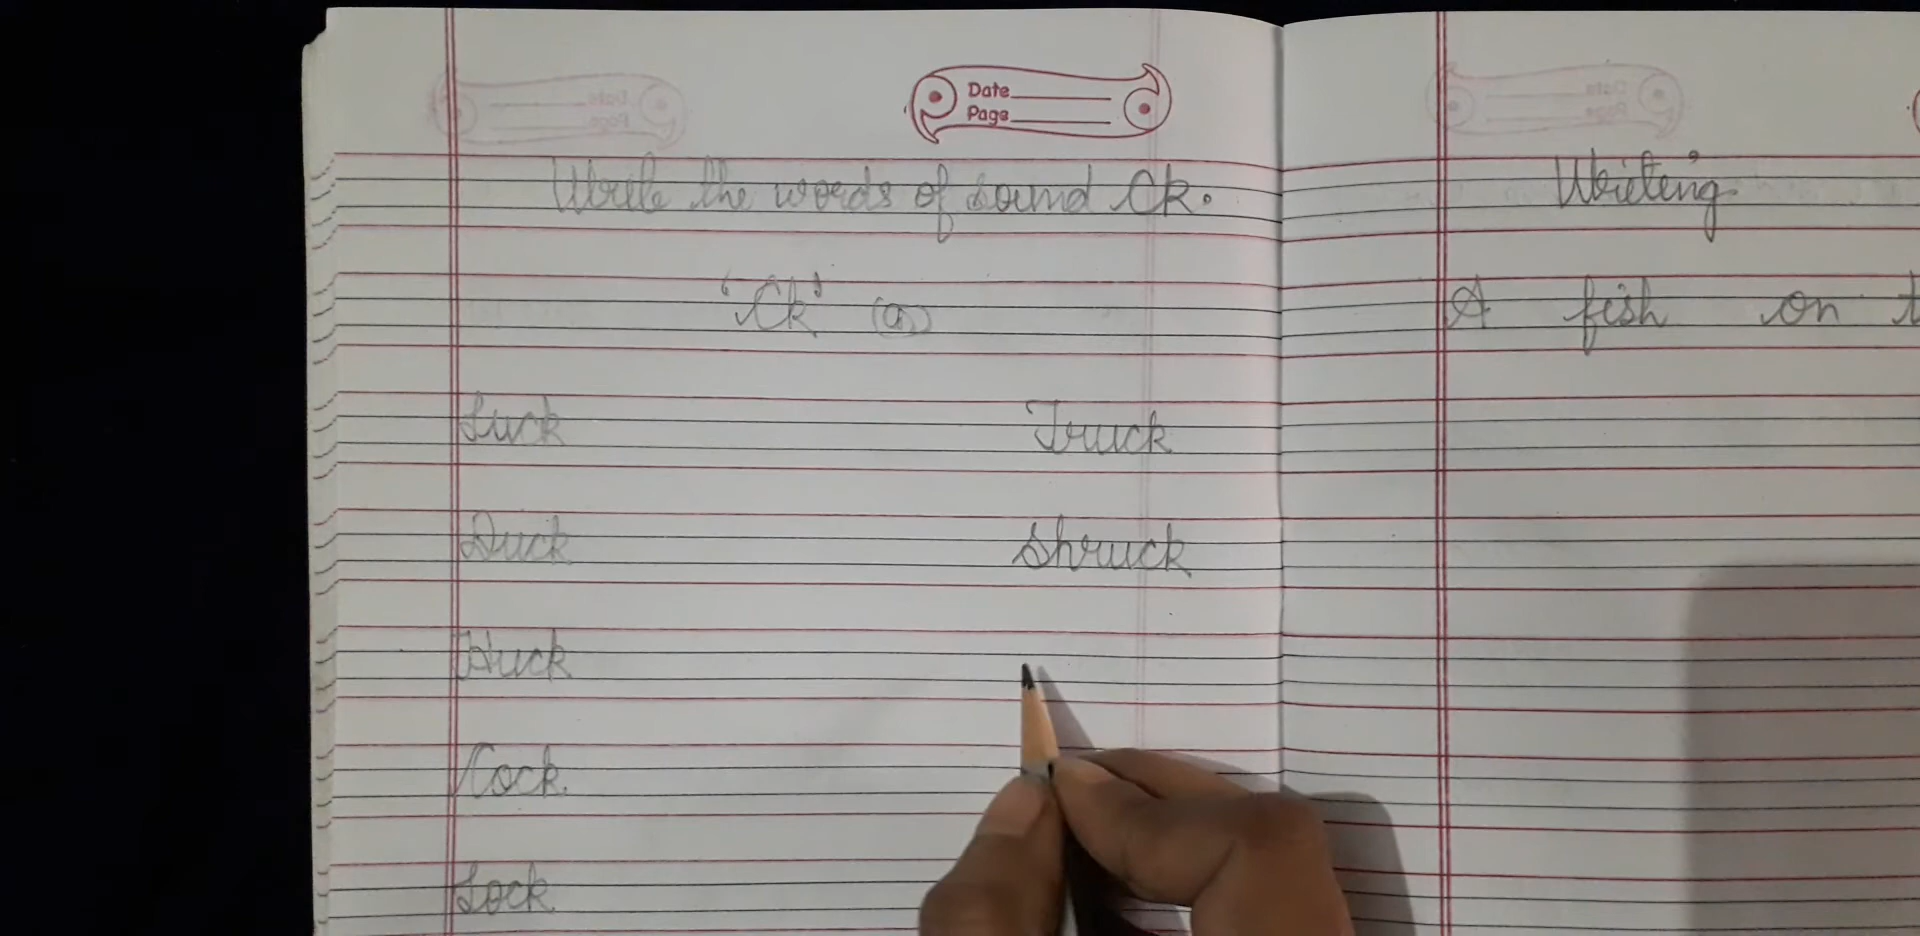 Date
Page
Write the words of sound Ck.
'Ck' (क)
Luck Truck
Duck Shruck
Huck
Cock
Lock
Writing
A fish on t